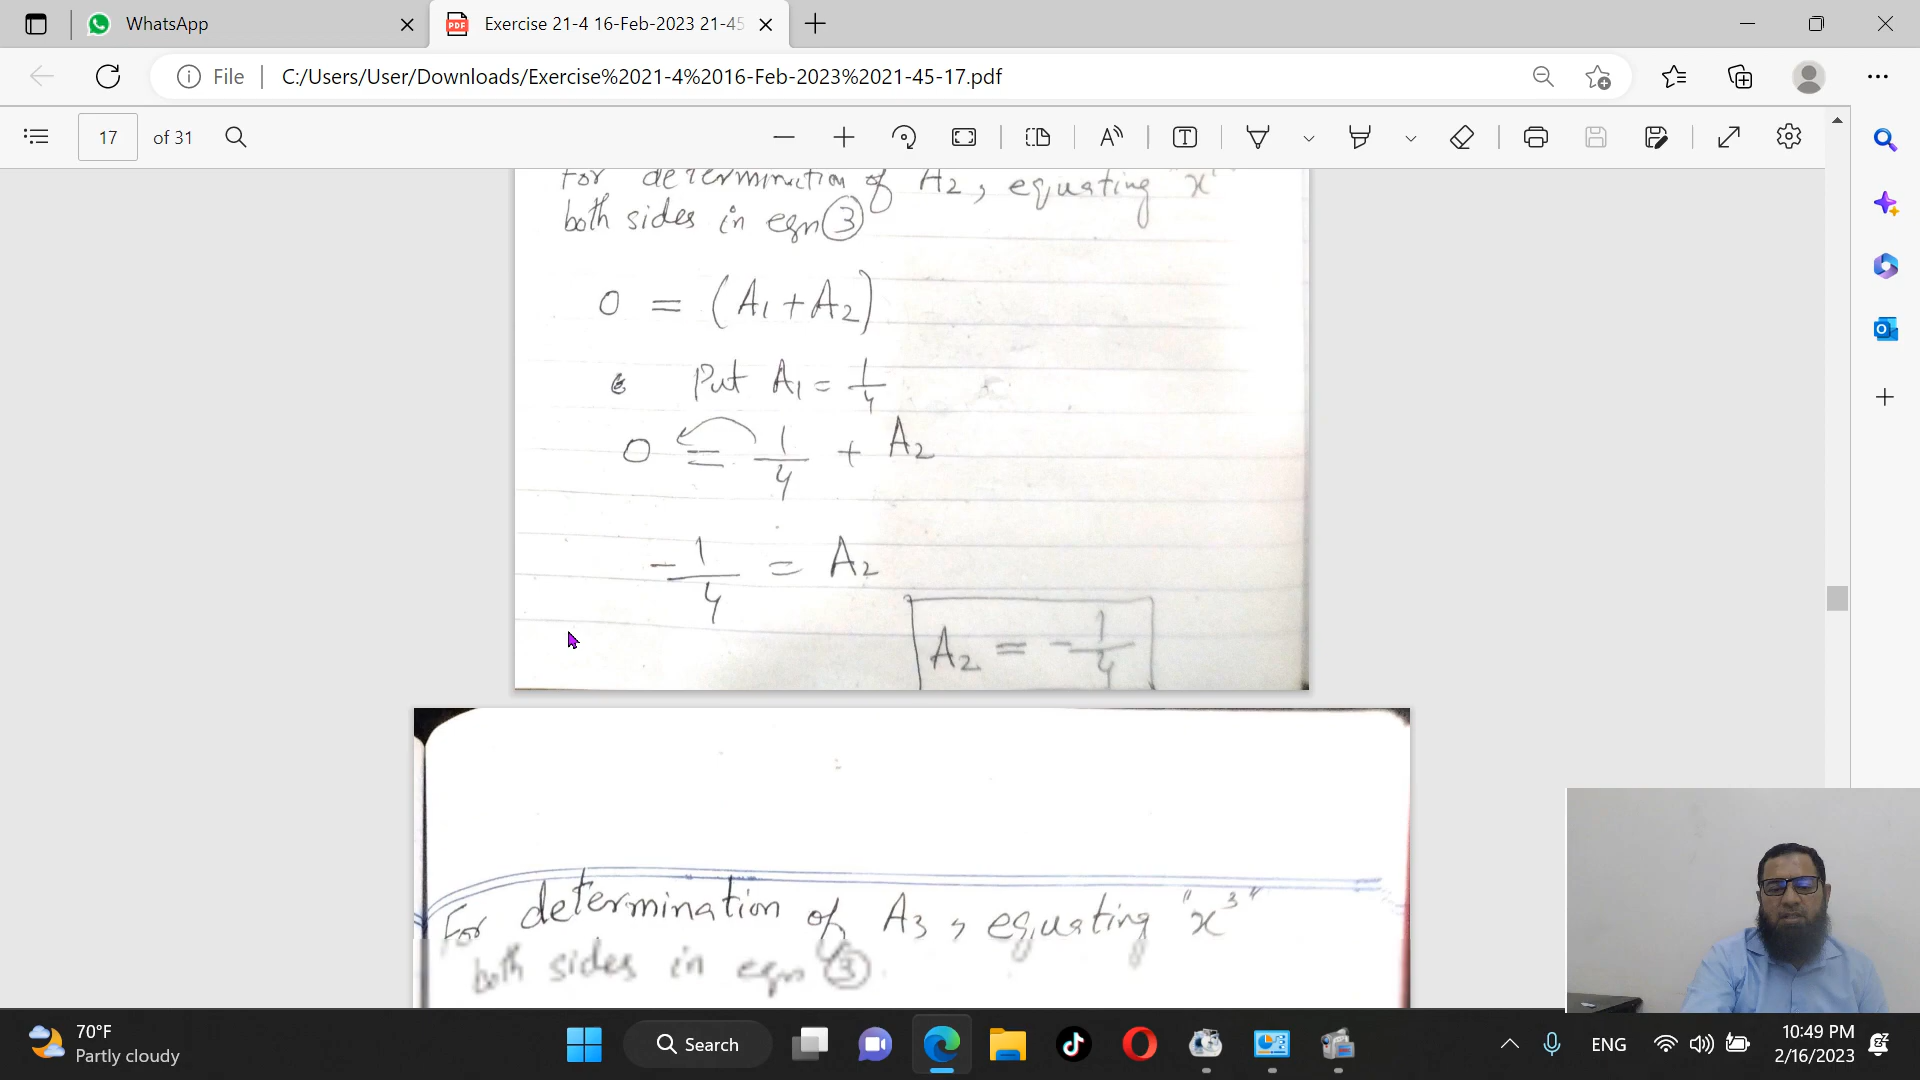 WhatsApp
Exercise 21-4 16-Feb-2023 21-45
File
C:/Users/User/Downloads/Exercise%2021-4%2016-Feb-2023%2021-45-17.pdf
17 of 31
For determination of A2, equating "x
both sides in eqn 3
0 = (A1 + A2)
Put A1 = 1/4
0 = 1/4 + A2
-1/4 = A2
A2 = -1/4
For determination of A3, equating "x³"
both sides in eqn 3
70°F
Partly cloudy
Search
ENG
10:49 PM
2/16/2023